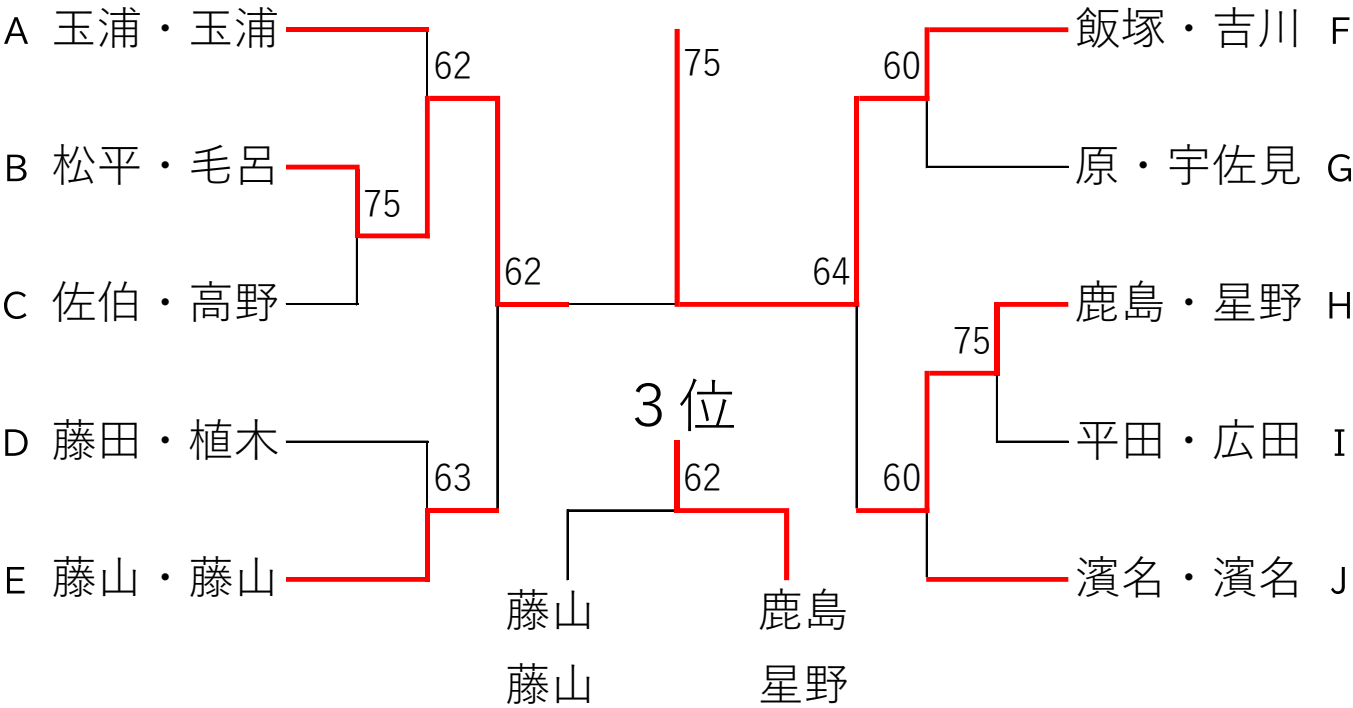 A 玉浦・玉浦
62
B 松平・毛呂
75
C 佐伯・高野
62
D 藤田・植木
63
E 藤山・藤山
75
飯塚・吉川 F
60
原・宇佐見 G
64
鹿島・星野 H
75
平田・広田 I
60
濱名・濱名 J
3位
62
藤山
藤山
鹿島
星野